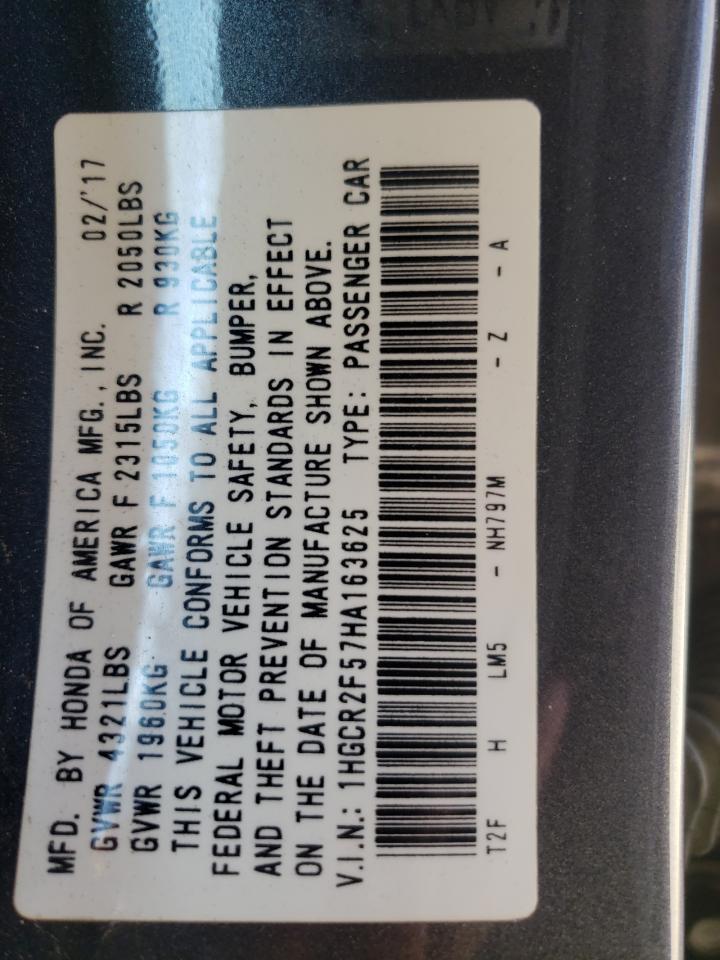 MFD. BY HONDA OF AMERICA MFG., INC. 02/'17
GVWR 4321LBS GAWR F 2315LBS R 2050LBS
GVWR 1960KG GAWR F 1050KG R 930KG
THIS VEHICLE CONFORMS TO ALL APPLICABLE
FEDERAL MOTOR VEHICLE SAFETY, BUMPER,
AND THEFT PREVENTION STANDARDS IN EFFECT
ON THE DATE OF MANUFACTURE SHOWN ABOVE.
V.I.N.: 1HGCR2F57HA163625 TYPE: PASSENGER CAR
T2F H LM5 - NH797M - Z - A